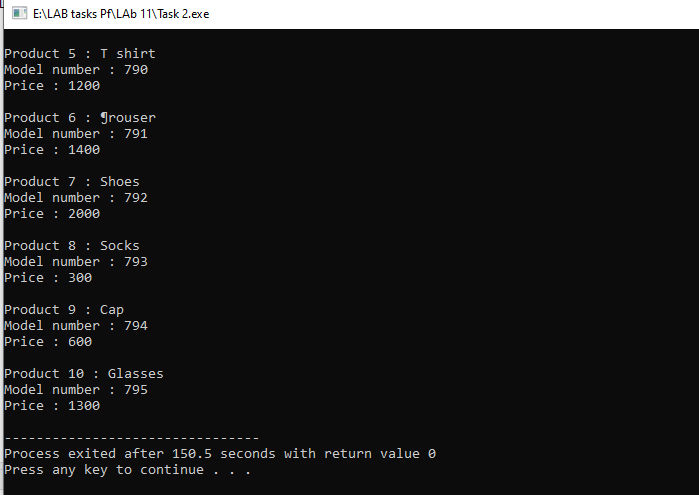 E:\LAB tasks Pf\LAb 11\Task 2.exe
Product 5 : T shirt
Model number : 790
Price : 1200
Product 6 : ¶rouser
Model number : 791
Price : 1400
Product 7 : Shoes
Model number : 792
Price : 2000
Product 8 : Socks
Model number : 793
Price : 300
Product 9 : Cap
Model number : 794
Price : 600
Product 10 : Glasses
Model number : 795
Price : 1300
--------------------------------
Process exited after 150.5 seconds with return value 0
Press any key to continue . . .